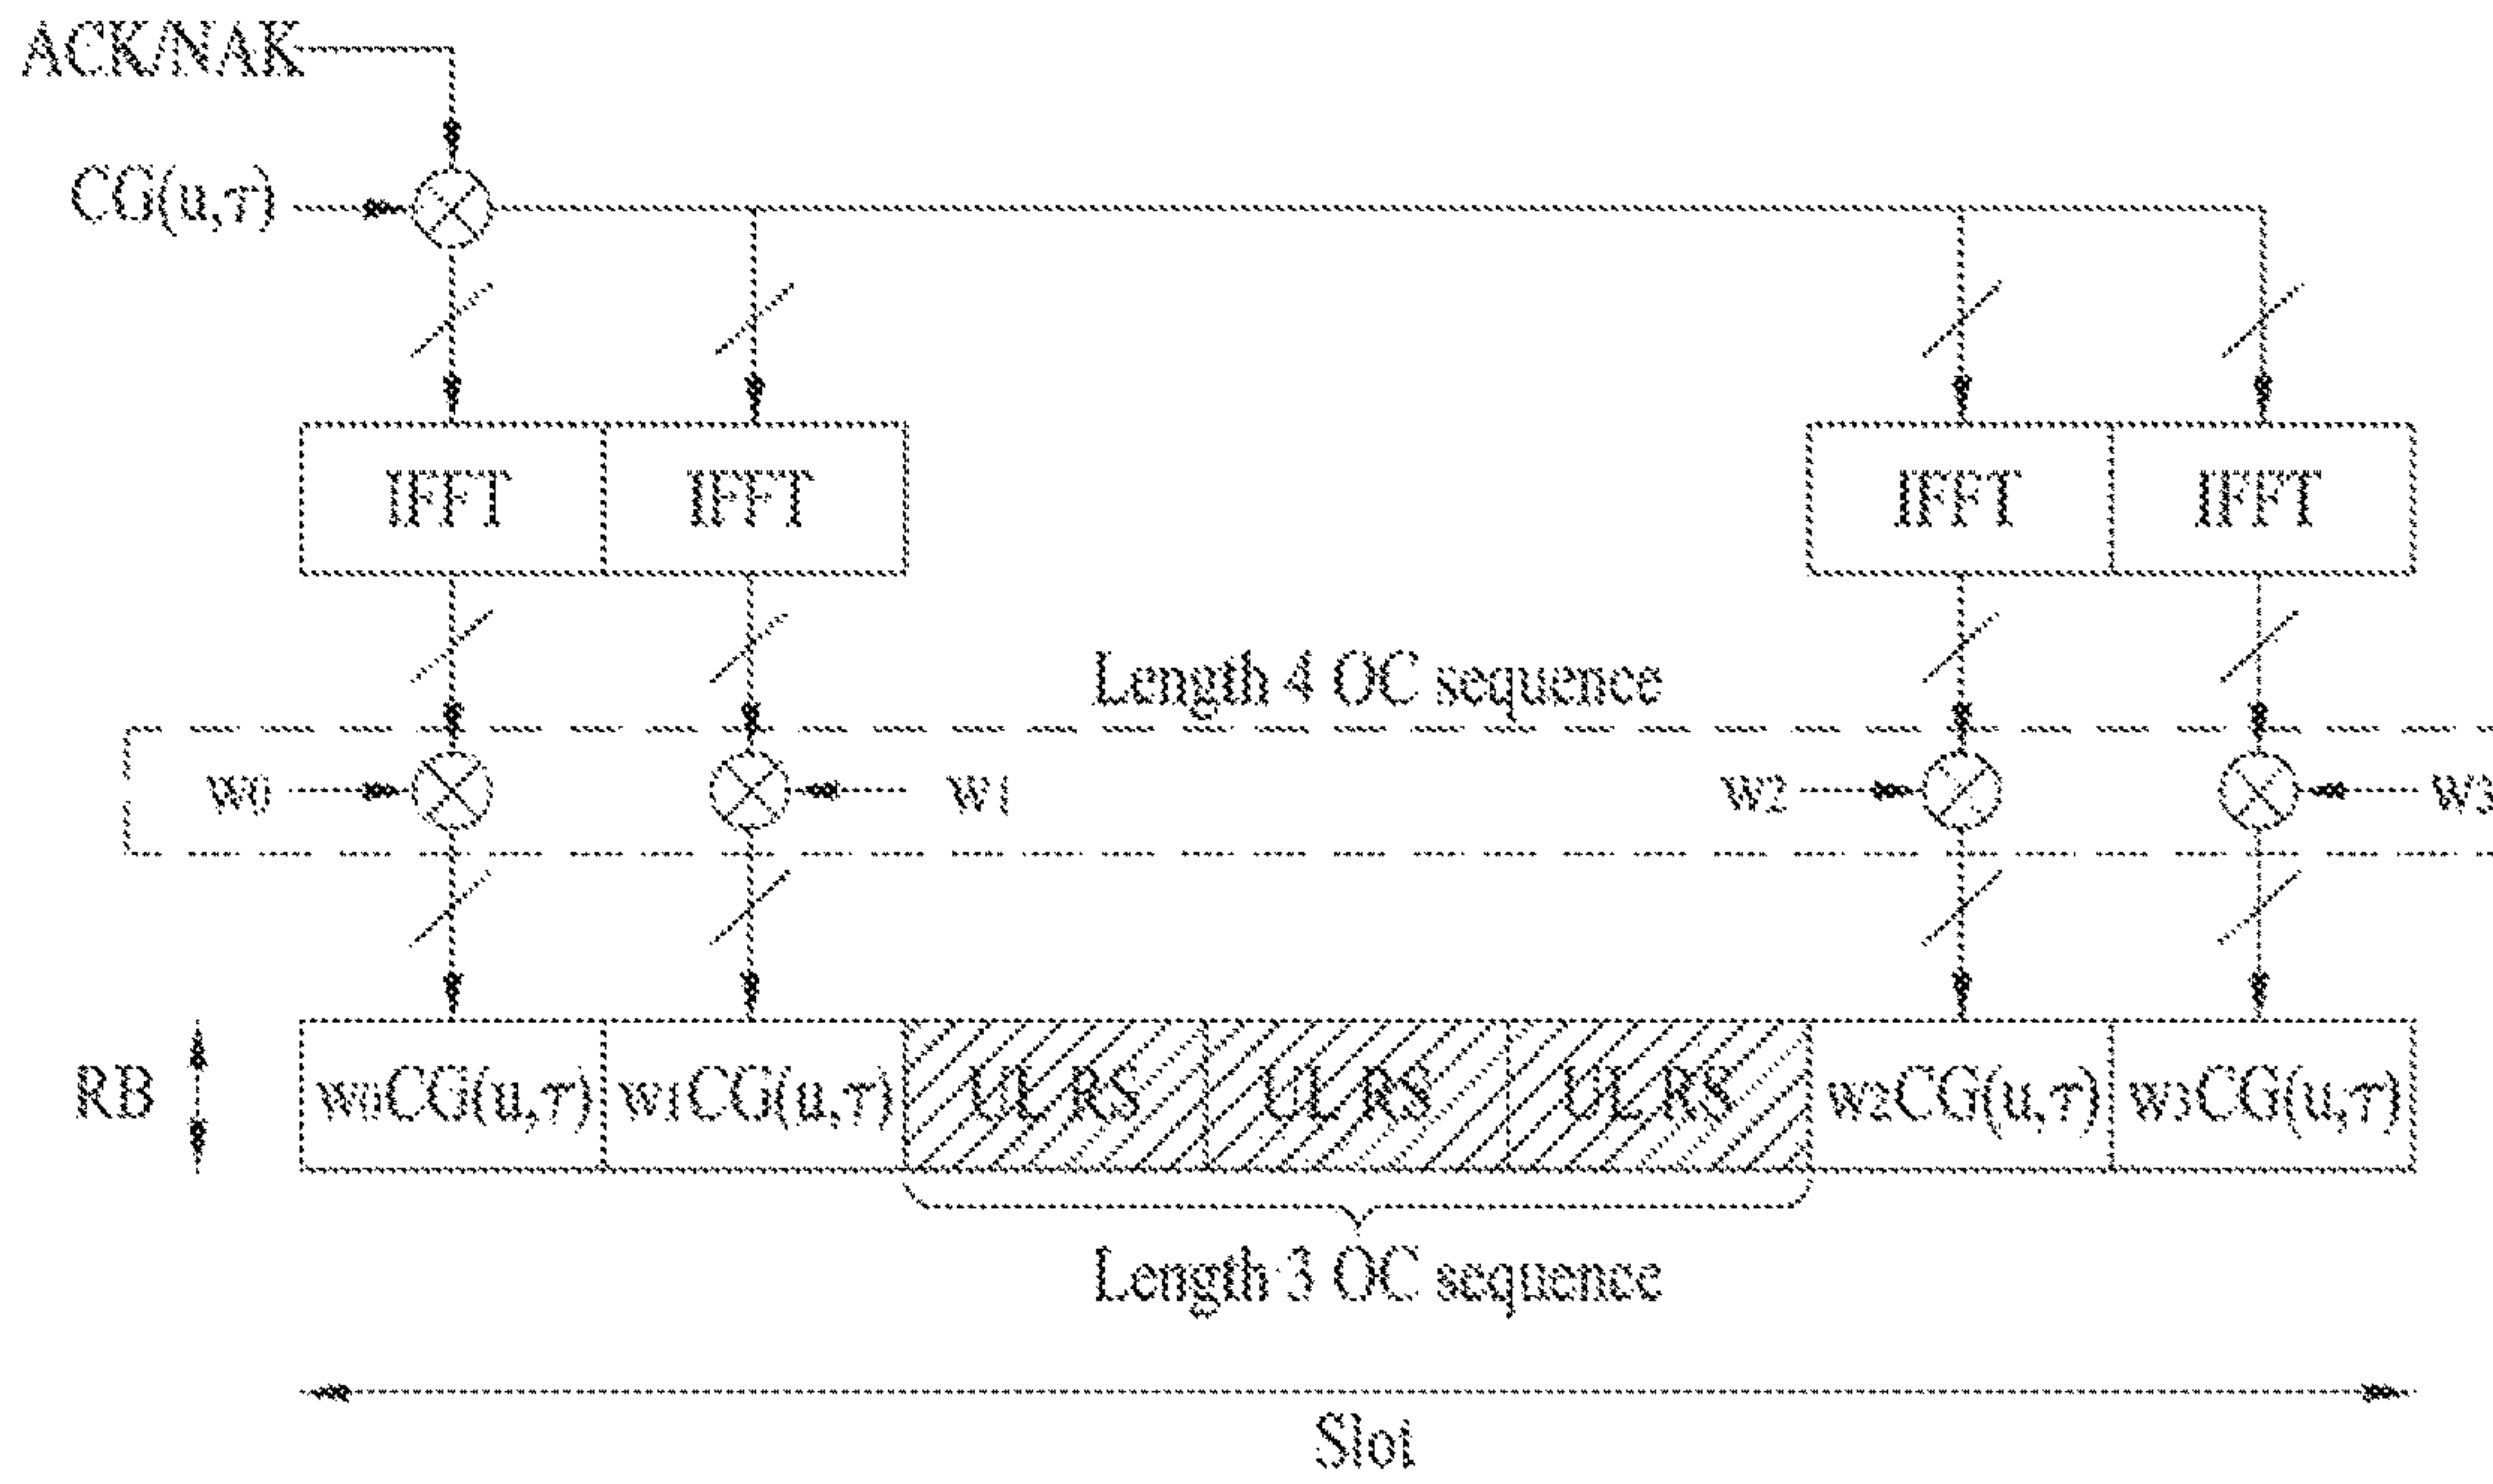 ACK/NAK
CG(u,τ)
IFFT IFFT IFFT IFFT
Length 4 OC sequence
w0 w1 w2 w3
RB w0CG(u,τ) w1CG(u,τ) UL RS UL RS UL RS w2CG(u,τ) w3CG(u,τ)
Length 3 OC sequence
Slot